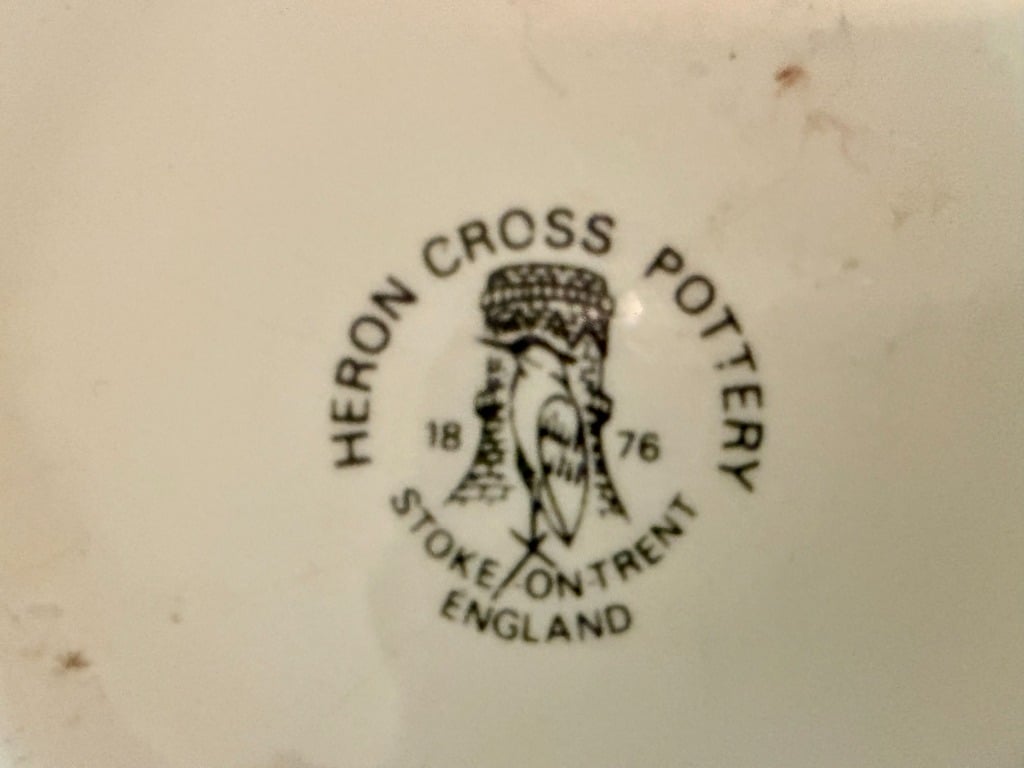 HERON CROSS POTTERY
18 76
STOKE-ON-TRENT
ENGLAND